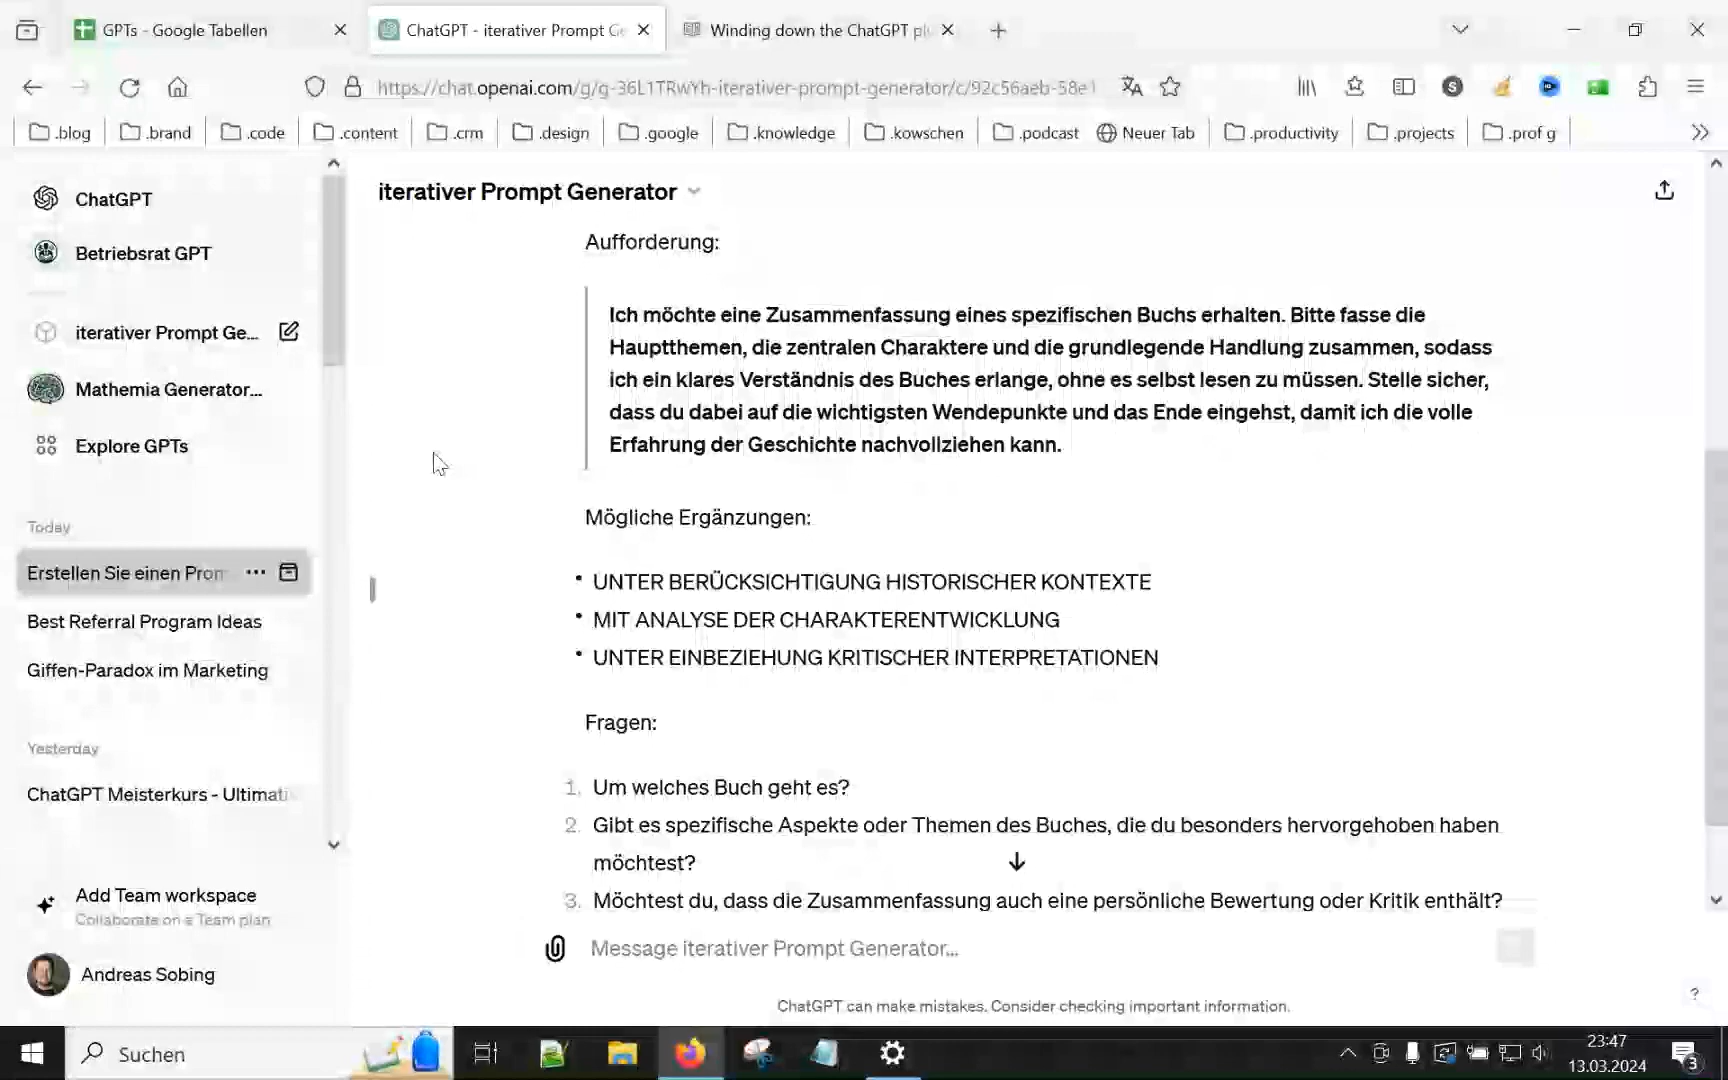 GPTs - Google Tabellen
ChatGPT - iterativer Prompt Ge
Winding down the ChatGPT plu
https://chat.openai.com/g/g-36L1TRwYh-iterativer-prompt-generator/c/92c56aeb-58e1
.blog
.brand
.code
.content
.crm
.design
.google
.knowledge
.kowschen
.podcast
Neuer Tab
.productivity
.projects
.prof g
ChatGPT
Betriebsrat GPT
iterativer Prompt Ge...
Mathemia Generator...
Explore GPTs
Today
Erstellen Sie einen Prom
Best Referral Program Ideas
Giffen-Paradox im Marketing
Yesterday
ChatGPT Meisterkurs - Ultimati
Add Team workspace
Collaborate on a Team plan
Andreas Sobing
iterativer Prompt Generator
Aufforderung:
Ich möchte eine Zusammenfassung eines spezifischen Buchs erhalten. Bitte fasse die
Hauptthemen, die zentralen Charaktere und die grundlegende Handlung zusammen, sodass
ich ein klares Verständnis des Buches erlange, ohne es selbst lesen zu müssen. Stelle sicher,
dass du dabei auf die wichtigsten Wendepunkte und das Ende eingehst, damit ich die volle
Erfahrung der Geschichte nachvollziehen kann.
Mögliche Ergänzungen:
• UNTER BERÜCKSICHTIGUNG HISTORISCHER KONTEXTE
• MIT ANALYSE DER CHARAKTERENTWICKLUNG
• UNTER EINBEZIEHUNG KRITISCHER INTERPRETATIONEN
Fragen:
1. Um welches Buch geht es?
2. Gibt es spezifische Aspekte oder Themen des Buches, die du besonders hervorgehoben haben
möchtest?
3. Möchtest du, dass die Zusammenfassung auch eine persönliche Bewertung oder Kritik enthält?
Message iterativer Prompt Generator...
ChatGPT can make mistakes. Consider checking important information.
?
Suchen
23:47
13.03.2024
3